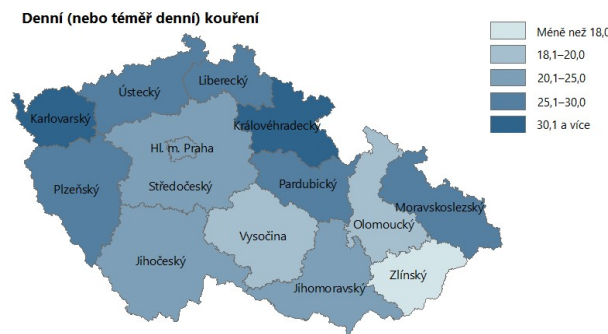 Denní (nebo téměř denní) kouření
Méně než 18,0
18,1–20,0
20,1–25,0
25,1–30,0
30,1 a více
Liberecký
Ústecký
Karlovarský
Královéhradecký
Hl. m. Praha
Plzeňský
Středočeský
Pardubický
Moravskoslezský
Olomoucký
Vysočina
Jihočeský
Zlínský
Jihomoravský